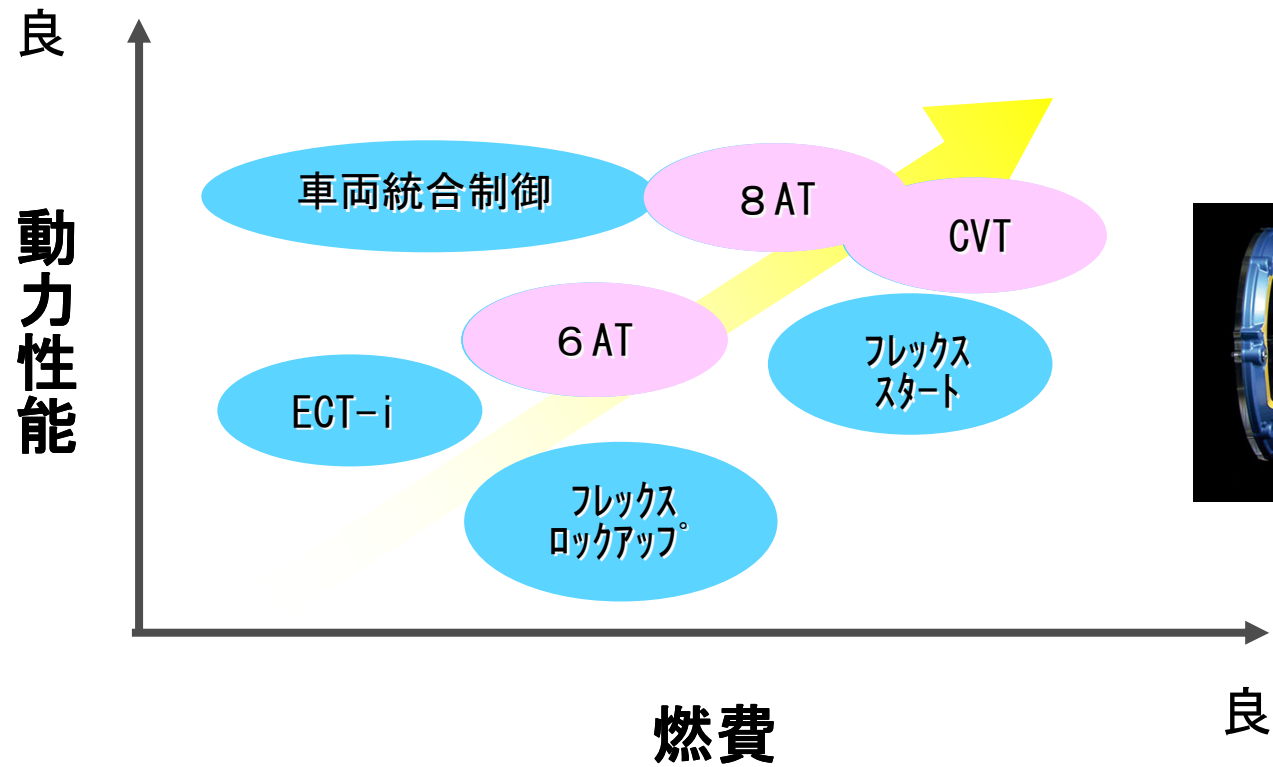 良
動力性能
車両統合制御
８AT
CVT
６AT
ﾌﾚｯｸｽ
ｽﾀｰﾄ
ECT-i
ﾌﾚｯｸｽ
ﾛｯｸｱｯﾌﾟ
燃費
良